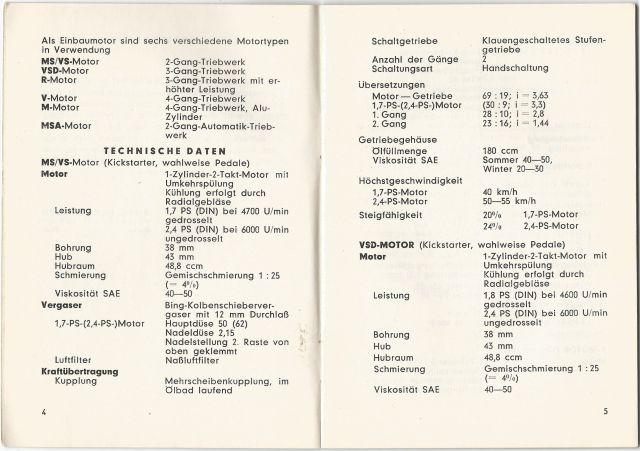 Als Einbaumotor sind sechs verschiedene Motortypen
in Verwendung
MS/VS-Motor 2-Gang-Triebwerk
VSD-Motor 3-Gang-Triebwerk
R-Motor 3-Gang-Triebwerk mit er-
höhter Leistung
V-Motor 4-Gang-Triebwerk
M-Motor 4-Gang-Triebwerk, Alu-
Zylinder
MSA-Motor 2-Gang-Automatik-Trieb-
werk
TECHNISCHE DATEN
MS/VS-Motor (Kickstarter, wahlweise Pedale)
Motor 1-Zylinder-2-Takt-Motor mit
Umkehrspülung
Kühlung erfolgt durch
Radialgebläse
Leistung 1,7 PS (DIN) bei 4700 U/min
gedrosselt
2,4 PS (DIN) bei 6000 U/min
ungedrosselt
Bohrung 38 mm
Hub 43 mm
Hubraum 48,8 ccm
Schmierung Gemischschmierung 1 : 25
(= 4%)
Viskosität SAE 40—50
Vergaser Bing-Kolbenschieberver-
gaser mit 12 mm Durchlaß
1,7-PS-(2,4-PS-)Motor Hauptdüse 50 (62)
Nadeldüse 2,15
Nadelstellung 2. Raste von
oben geklemmt
Luftfilter Naßluftfilter
Kraftübertragung
Kupplung Mehrscheibenkupplung, im
Ölbad laufend
4
Schaltgetriebe Klauengeschaltetes Stufen-
getriebe
Anzahl der Gänge 2
Schaltungsart Handschaltung
Übersetzungen
Motor — Getriebe 69 : 19; i = 3,63
1,7-PS-(2,4-PS-)Motor (30 : 9; i = 3,3)
1. Gang 28 : 10; i = 2,8
2. Gang 23 : 16; i = 1,44
Getriebegehäuse
Ölfüllmenge 180 ccm
Viskosität SAE Sommer 40—50,
Winter 20—30
Höchstgeschwindigkeit
1,7-PS-Motor 40 km/h
2,4-PS-Motor 50—55 km/h
Steigfähigkeit 20% 1,7-PS-Motor
24% 2,4-PS-Motor
VSD-MOTOR (Kickstarter, wahlweise Pedale)
Motor 1-Zylinder-2-Takt-Motor mit
Umkehrspülung
Kühlung erfolgt durch
Radialgebläse
Leistung 1,8 PS (DIN) bei 4600 U/min
gedrosselt
2,4 PS (DIN) bei 6000 U/min
ungedrosselt
Bohrung 38 mm
Hub 43 mm
Hubraum 48,8 ccm
Schmierung Gemischschmierung 1 : 25
(= 4%)
Viskosität SAE 40—50
5